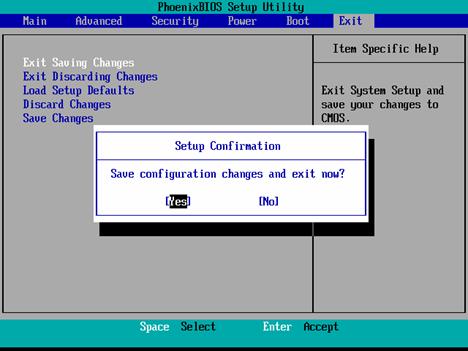 PhoenixBIOS Setup Utility
Main Advanced Security Power Boot Exit
Item Specific Help
Exit Saving Changes
Exit Discarding Changes
Load Setup Defaults
Discard Changes
Save Changes
Exit System Setup and
save your changes to
CMOS.
Setup Confirmation
Save configuration changes and exit now?
[Yes] [No]
Space Select Enter Accept